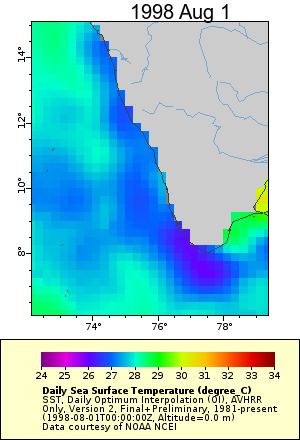 1998 Aug 1
14°
12°
10°
8°
74°
76°
78°
24 25 26 27 28 29 30 31 32 33 34
Daily Sea Surface Temperature (degree_C)
SST, Daily Optimum Interpolation (OI), AVHRR
Only, Version 2, Final+Preliminary, 1981-present
(1998-08-01T00:00:00Z, Altitude=0.0 m)
Data courtesy of NOAA NCEI